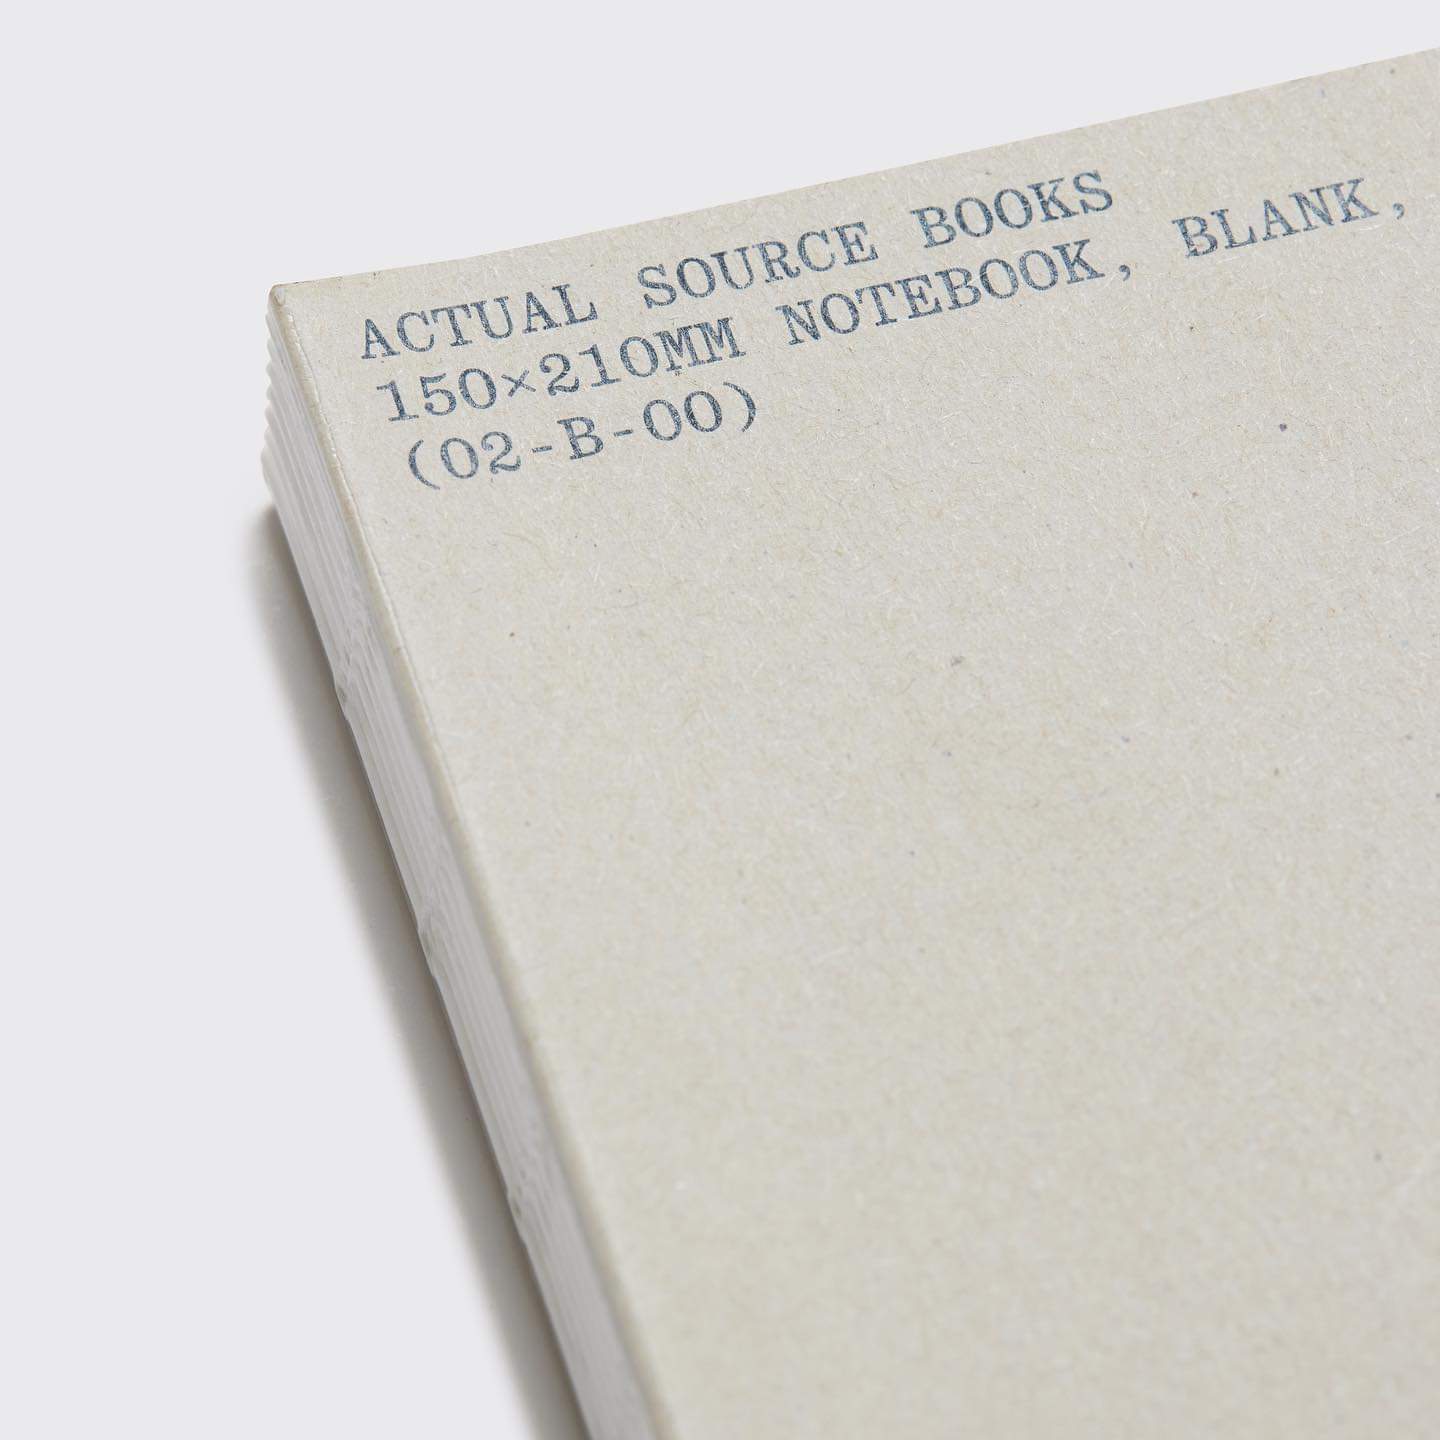 ACTUAL SOURCE BOOKS
150×210MM NOTEBOOK, BLANK,
(02-B-00)